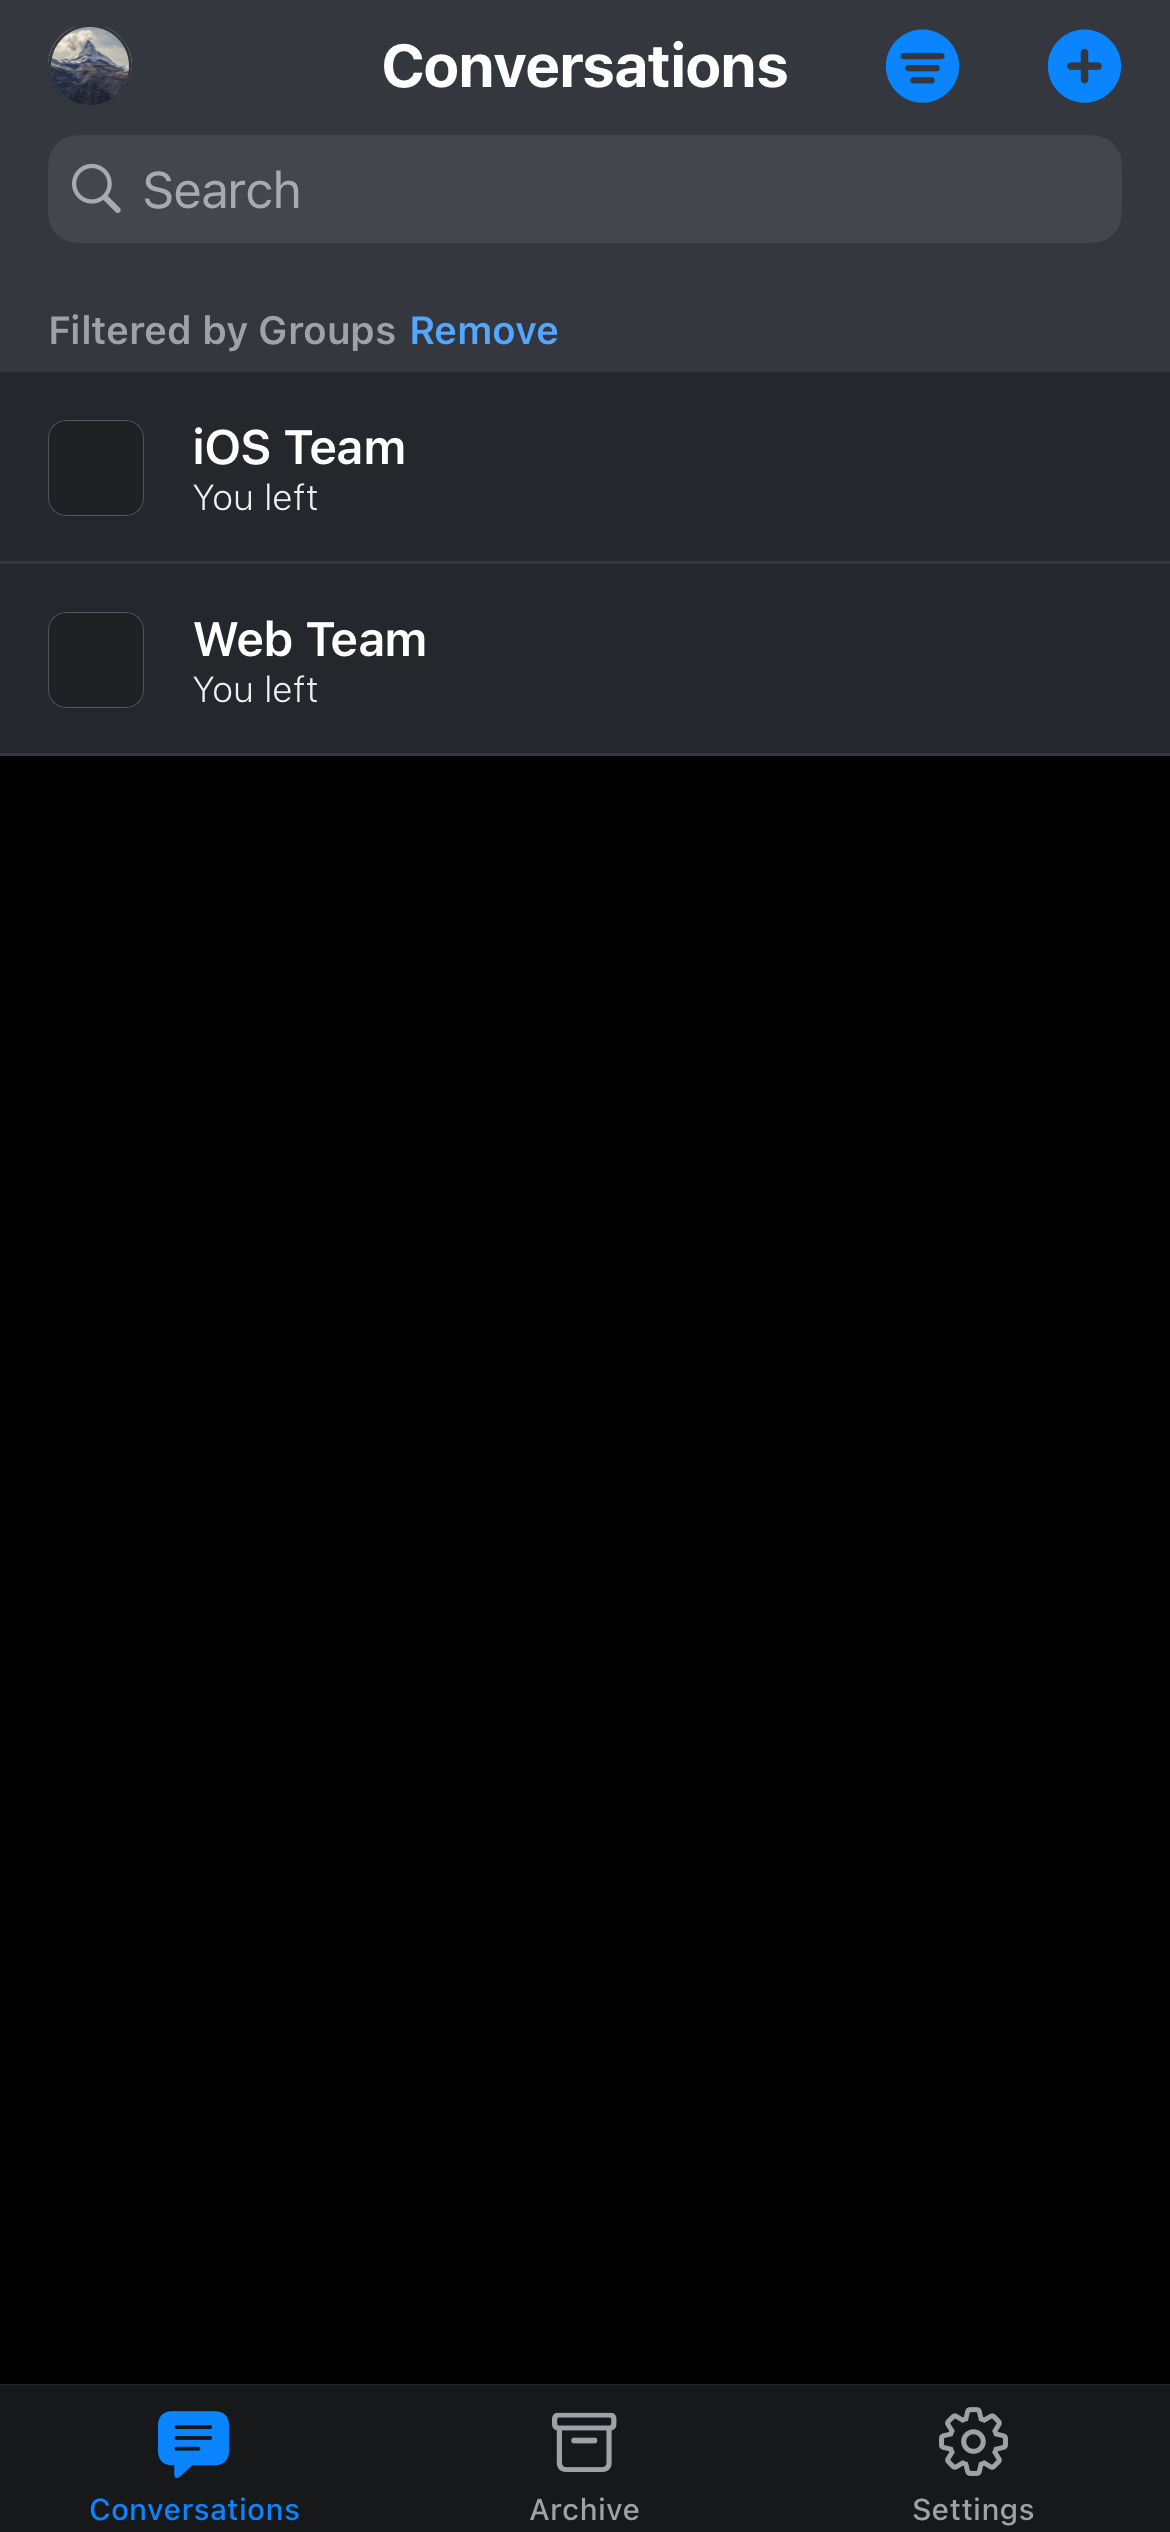 Conversations
Search
Filtered by Groups Remove
iOS Team
You left
Web Team
You left
Conversations
Archive
Settings